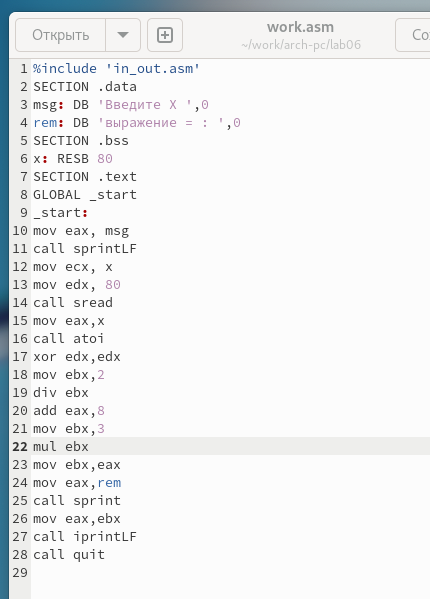 Открыть
work.asm
~/work/arch-pc/lab06
Со
1 %include 'in_out.asm'
2 SECTION .data
3 msg: DB 'Введите X ',0
4 rem: DB 'выражение = : ',0
5 SECTION .bss
6 x: RESB 80
7 SECTION .text
8 GLOBAL _start
9 _start:
10 mov eax, msg
11 call sprintLF
12 mov ecx, x
13 mov edx, 80
14 call sread
15 mov eax,x
16 call atoi
17 xor edx,edx
18 mov ebx,2
19 div ebx
20 add eax,8
21 mov ebx,3
22 mul ebx
23 mov ebx,eax
24 mov eax,rem
25 call sprint
26 mov eax,ebx
27 call iprintLF
28 call quit
29